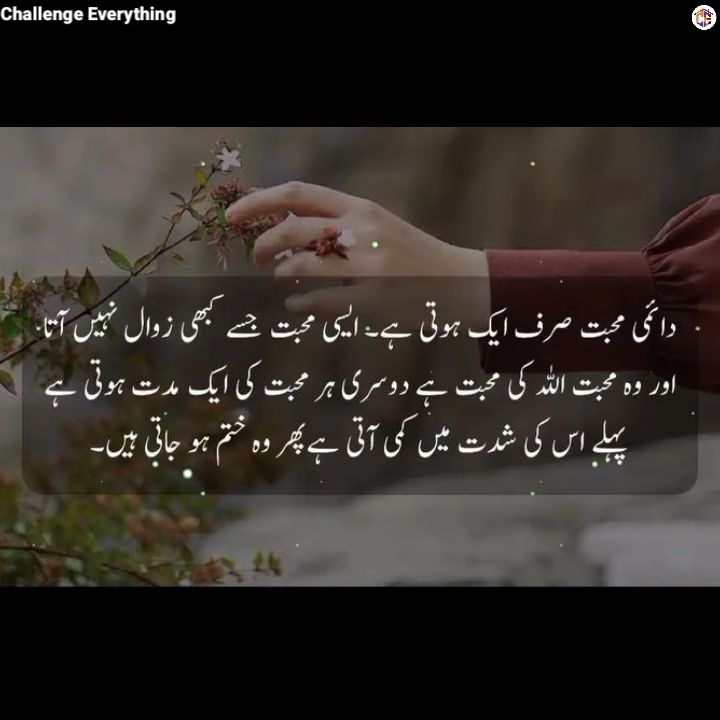 Challenge Everything
دائمی محبت صرف ایک ہوتی ہے۔ ایسی محبت جسے کبھی زوال نہیں آتا
اور وہ محبت اللہ کی محبت ہے دوسری ہر محبت کی ایک مدت ہوتی ہے
پہلے اس کی شدت میں کمی آتی ہے پھر وہ ختم ہو جاتی ہیں۔